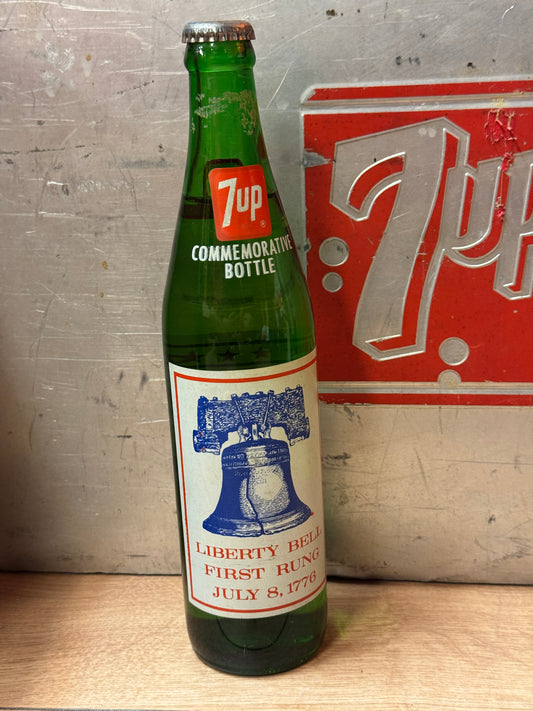 7up
®
COMMEMORATIVE
BOTTLE
LIBERTY BELL
FIRST RUNG
JULY 8, 1776
7up